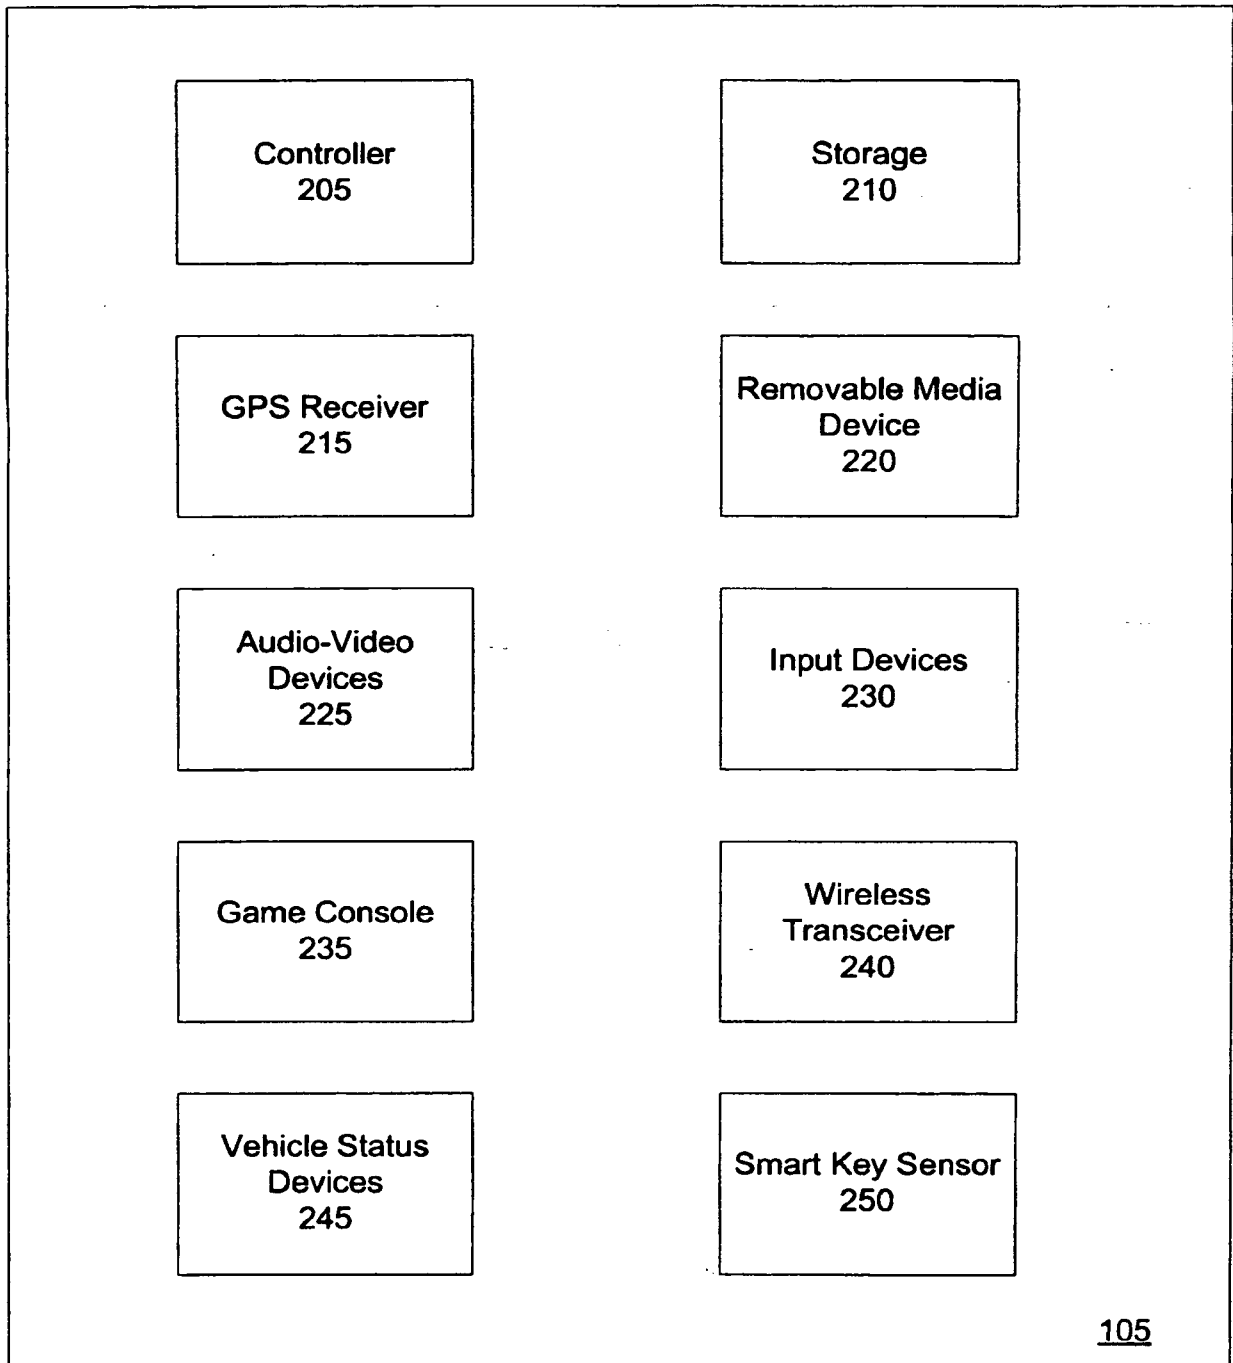 Controller
205
Storage
210
GPS Receiver
215
Removable Media
Device
220
Audio-Video
Devices
225
Input Devices
230
Game Console
235
Wireless
Transceiver
240
Vehicle Status
Devices
245
Smart Key Sensor
250
105